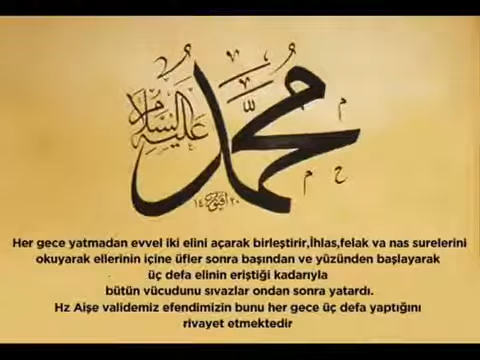 محمد
عليه السلام
Her gece yatmadan evvel iki elini açarak birleştirir,İhlas,felak va nas surelerini
okuyarak ellerinin içine üfler sonra başından ve yüzünden başlayarak
üç defa elinin eriştiği kadarıyla
bütün vücudunu sıvazlar ondan sonra yatardı.
Hz Aişe validemiz efendimizin bunu her gece üç defa yaptığını
rivayet etmektedir